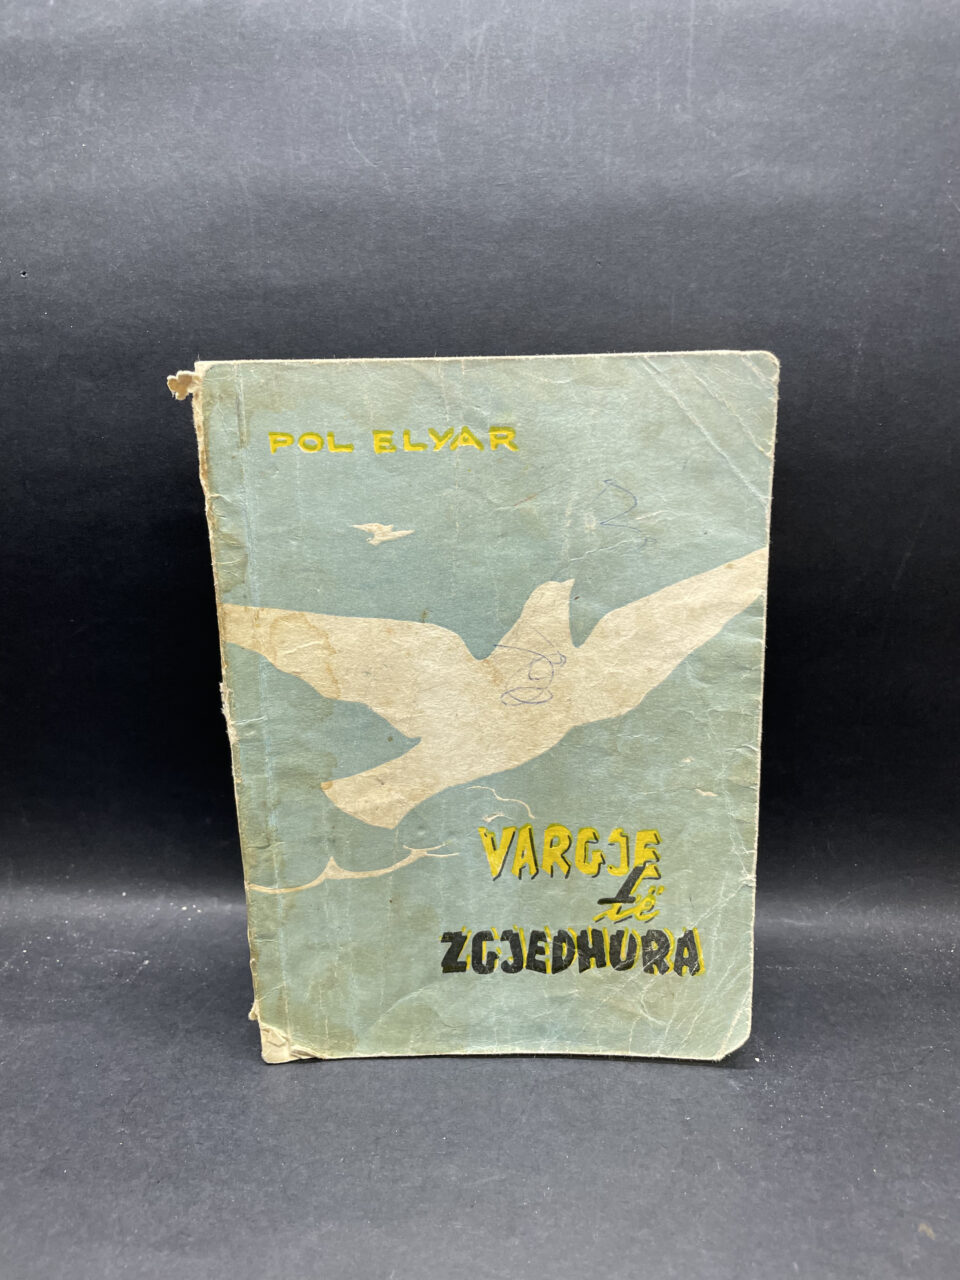 POL ELYAR
VARGJE
të
ZGJEDHURA